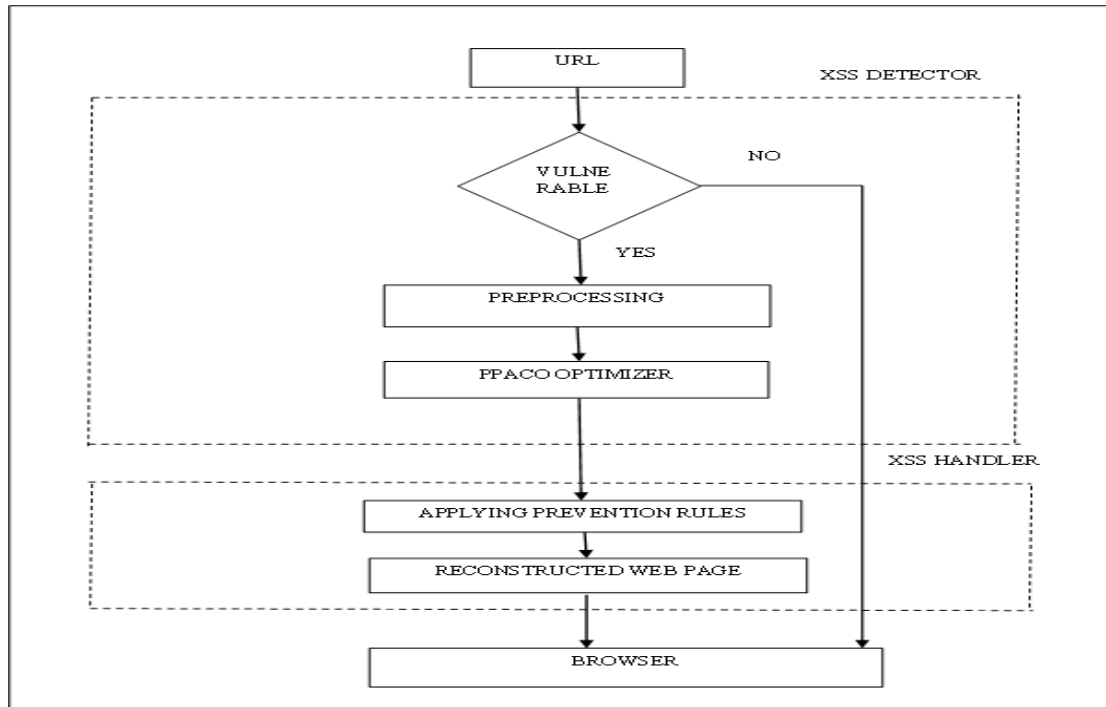 URL
XSS DETECTOR
NO
VULNE
RABLE
YES
PREPROCESSING
PPACO OPTIMIZER
XSS HANDLER
APPLYING PREVENTION RULES
RECONSTRUCTED WEB PAGE
BROWSER